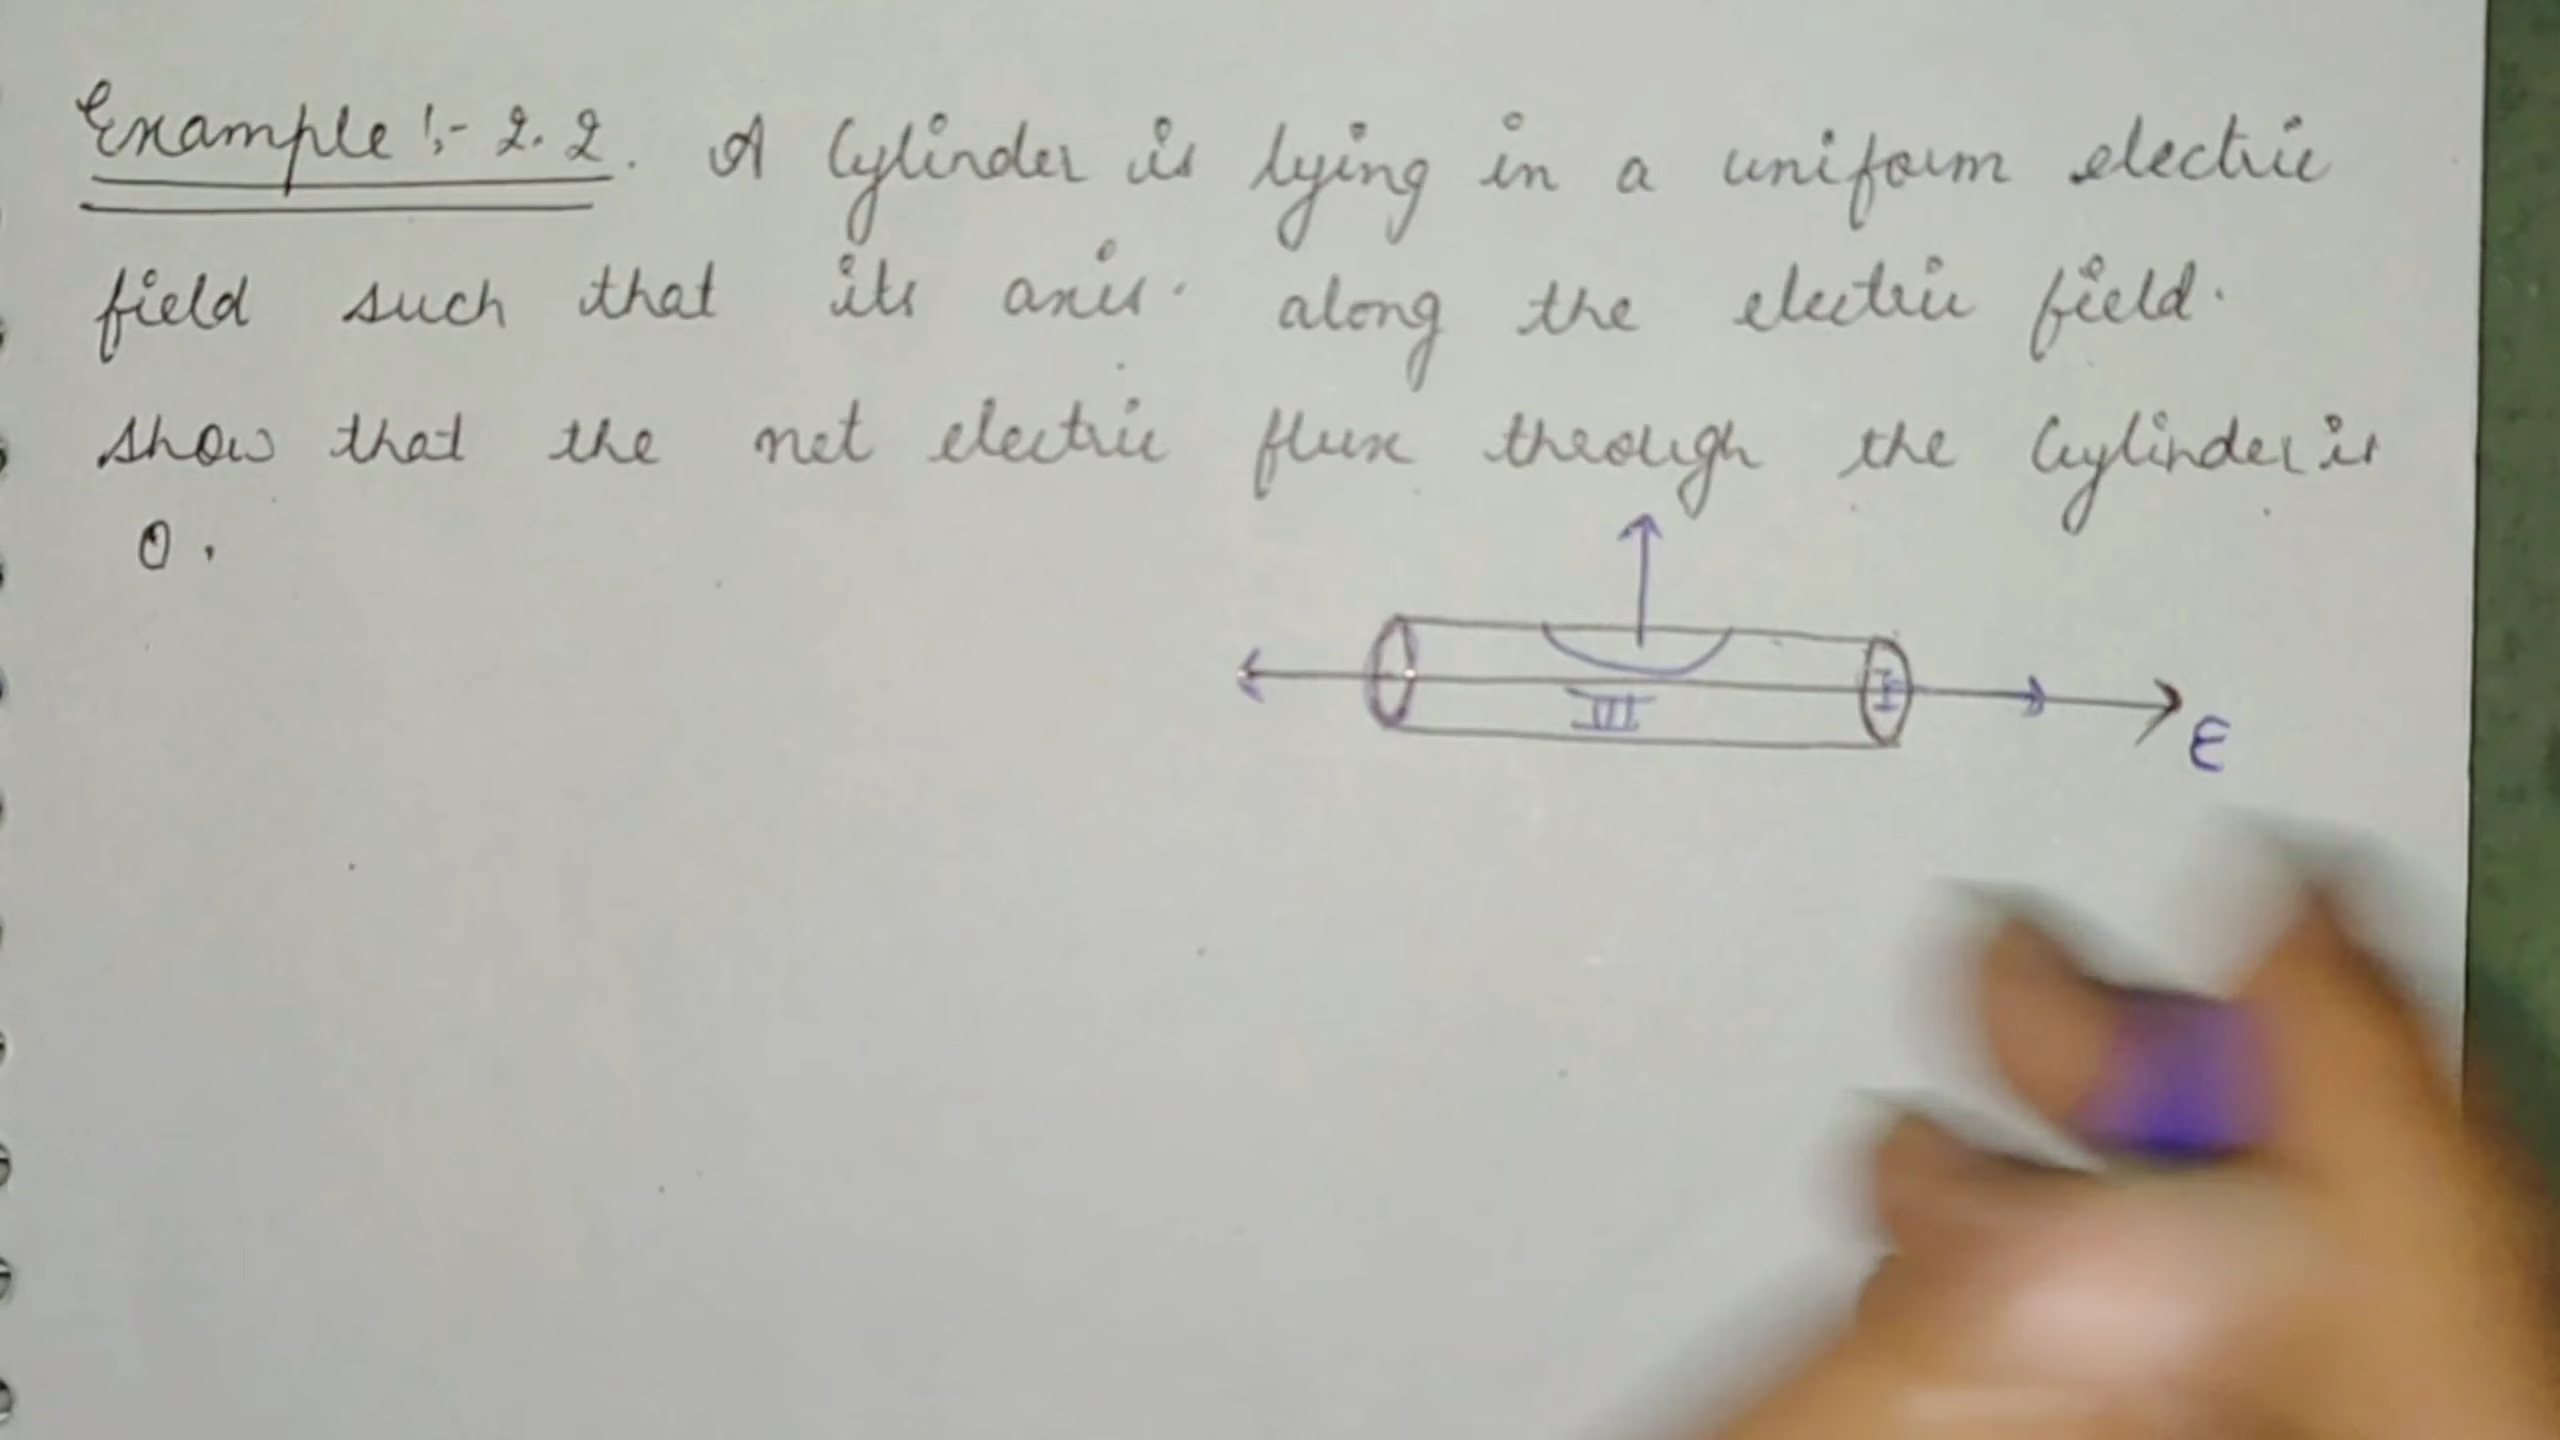 Example :- 2.2. A Cylinder is lying in a uniform electric
field such that its axis. along the electric field.
show that the net electric flux through the Cylinder is
0.
III
I
E